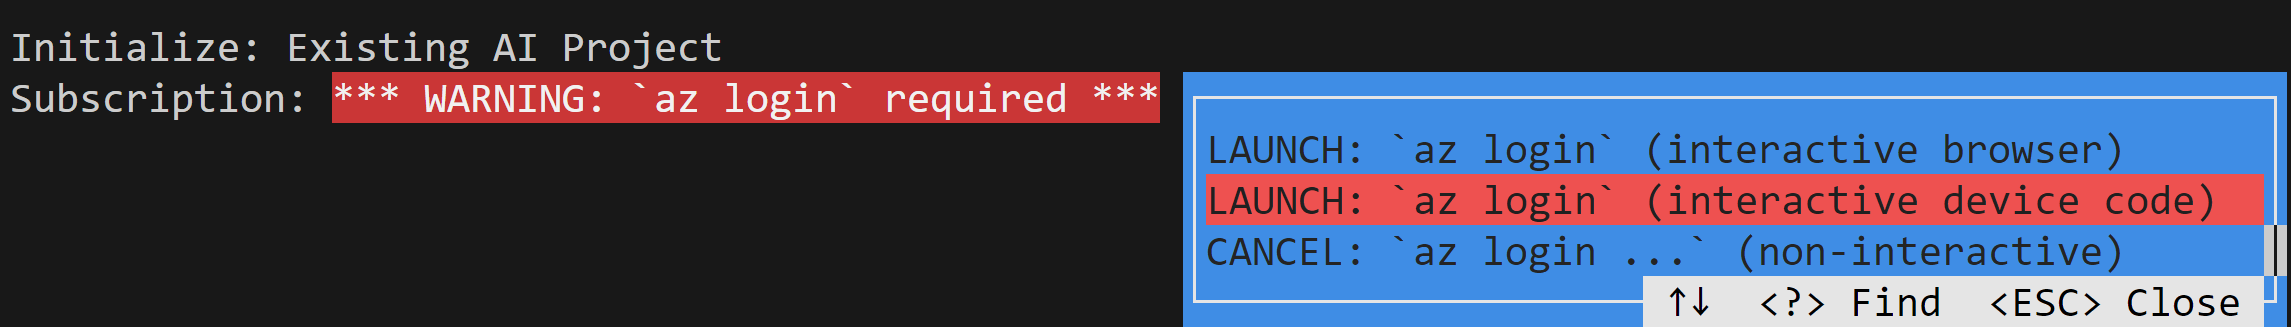 Initialize: Existing AI Project
Subscription: *** WARNING: `az login` required ***
LAUNCH: `az login` (interactive browser)
LAUNCH: `az login` (interactive device code)
CANCEL: `az login ...` (non-interactive)
↑↓  <?> Find  <ESC> Close